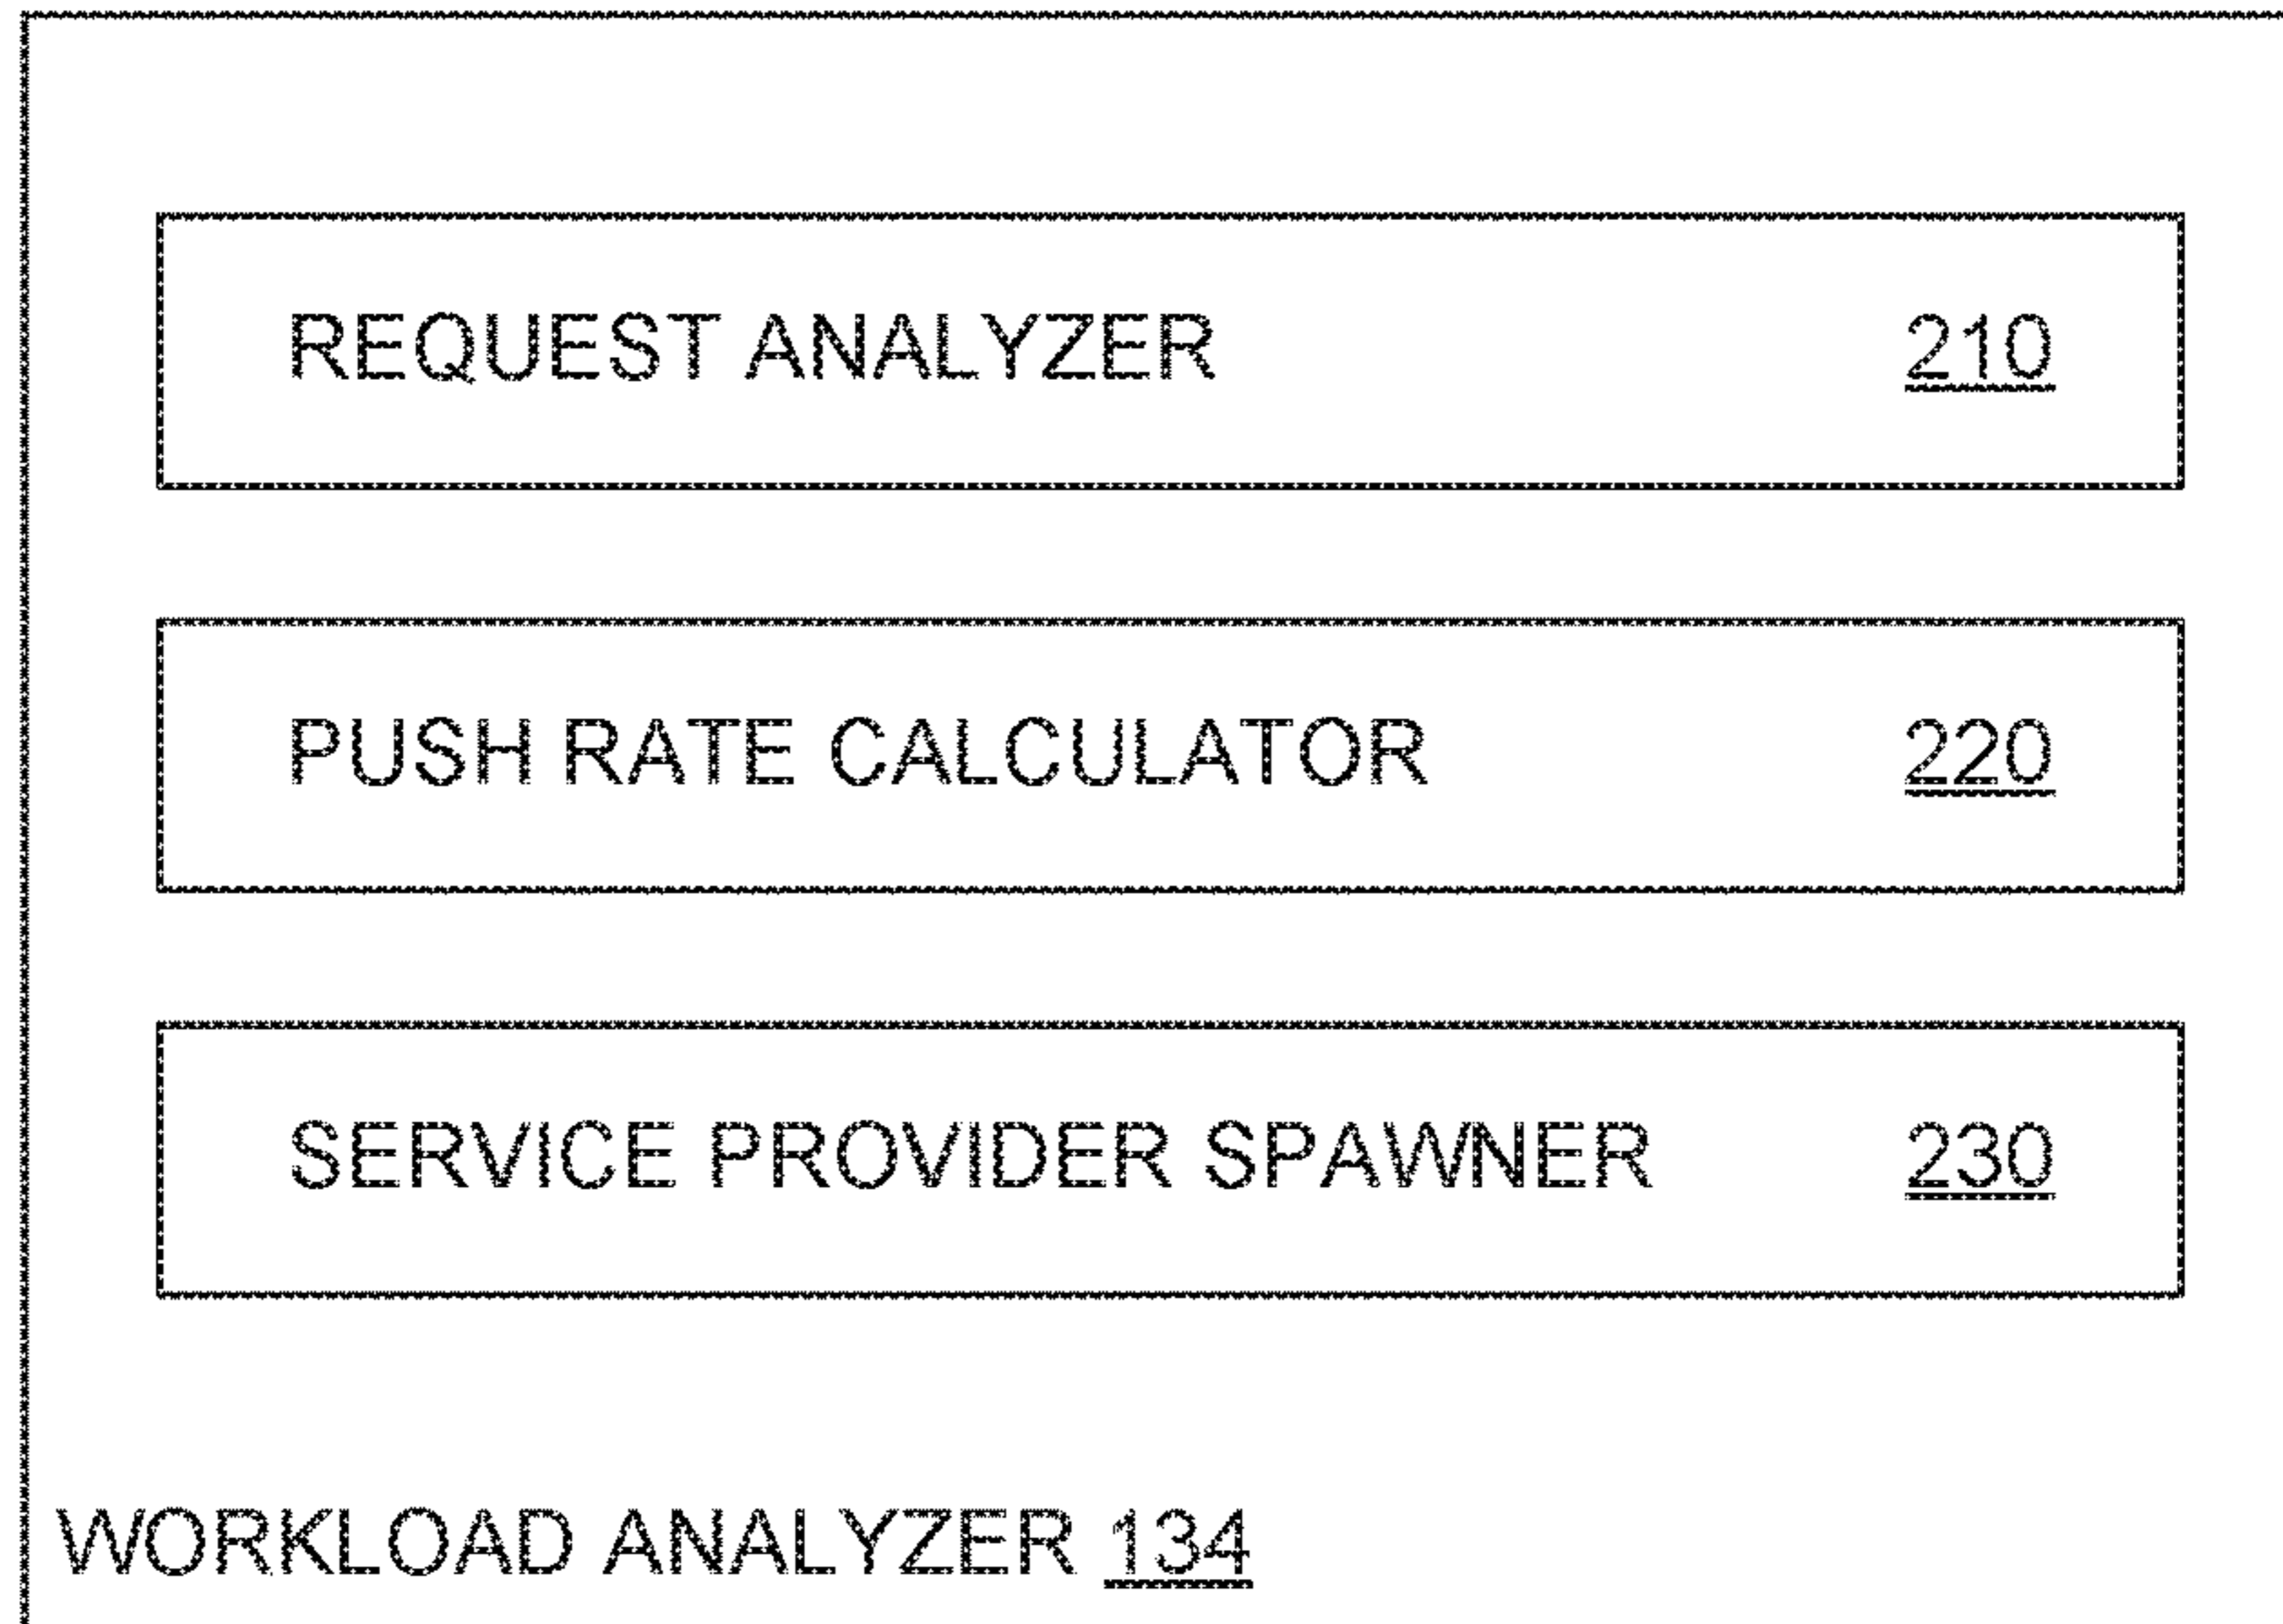 REQUEST ANALYZER 210
PUSH RATE CALCULATOR 220
SERVICE PROVIDER SPAWNER 230
WORKLOAD ANALYZER 134